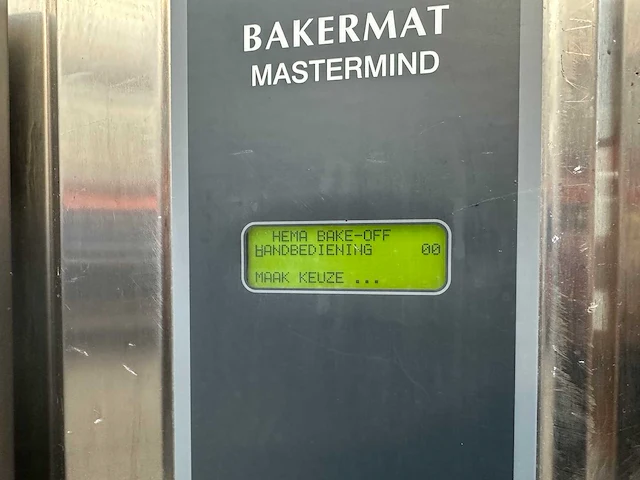 BAKERMAT
MASTERMIND
HEMA BAKE-OFF
HANDBEDIENING 00
MAAK KEUZE ...